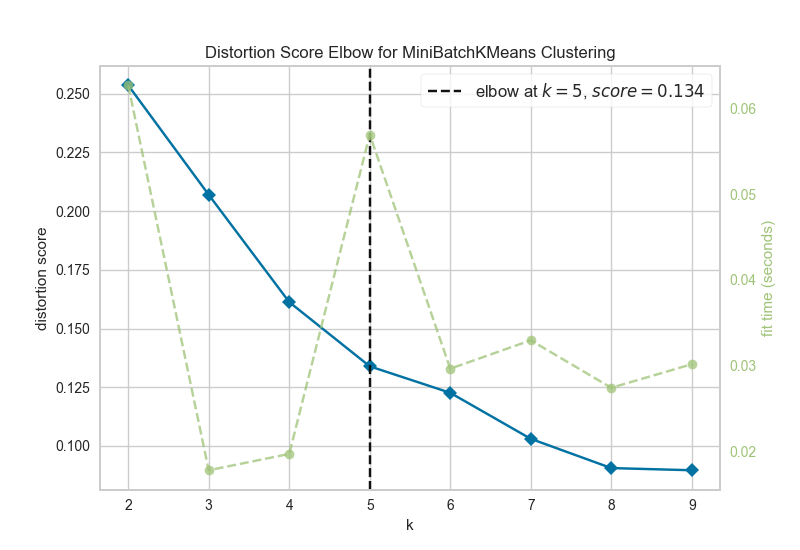 Distortion Score Elbow for MiniBatchKMeans Clustering
elbow at k = 5, score = 0.134
0.250
0.225
0.200
0.175
0.150
0.125
0.100
distortion score
0.06
0.05
0.04
0.03
0.02
fit time (seconds)
2 3 4 5 6 7 8 9
k